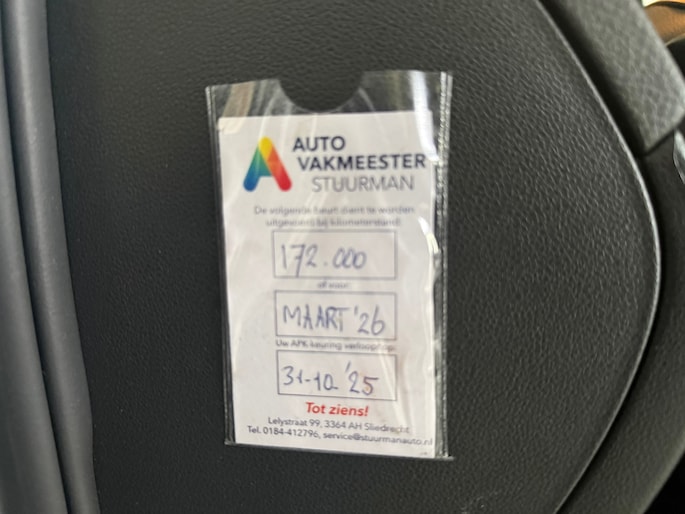 AUTO
VAKMEESTER
STUURMAN
De volgende beurt dient te worden
uitgevoerd bij kilometerstand:
172.000
of voor:
MAART '26
Uw APK keuring verloopt op:
31-10 '25
Tot ziens!
Lelystraat 99, 3364 AH Sliedrecht
Tel. 0184-412796, service@stuurmanauto.nl